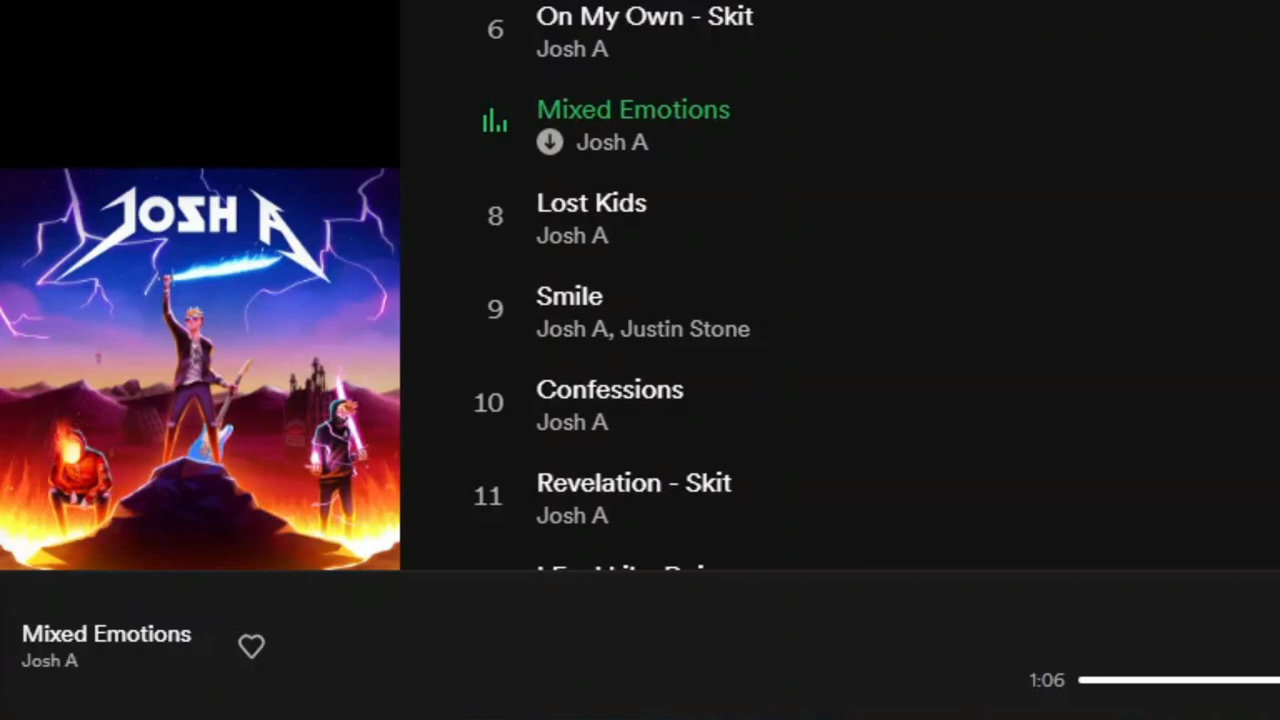 6
On My Own - Skit
Josh A
Mixed Emotions
Josh A
8
Lost Kids
Josh A
9
Smile
Josh A, Justin Stone
10
Confessions
Josh A
11
Revelation - Skit
Josh A
JOSH A
Mixed Emotions
Josh A
1:06